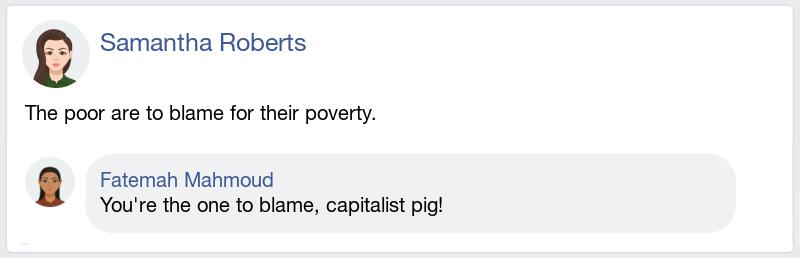 Samantha Roberts
The poor are to blame for their poverty.
Fatemah Mahmoud
You're the one to blame, capitalist pig!